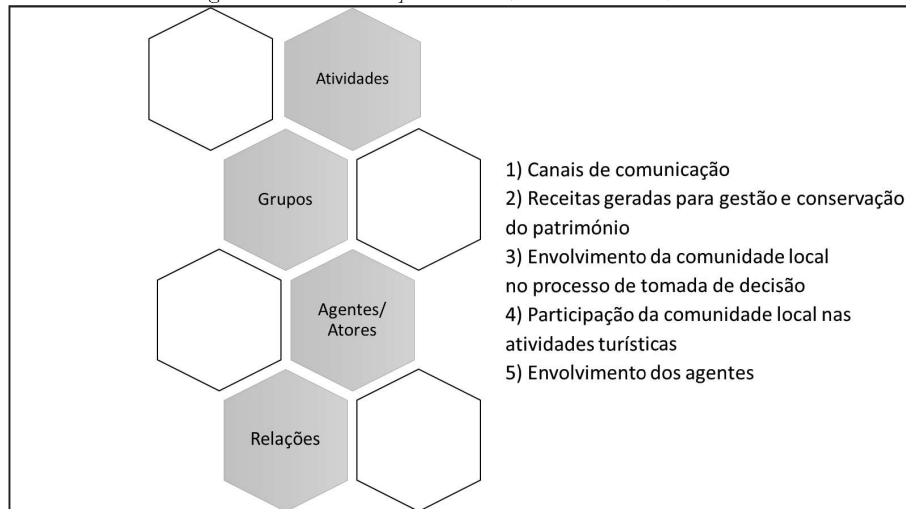 Atividades
Grupos
Agentes/
Atores
Relações
1) Canais de comunicação
2) Receitas geradas para gestão e conservação
do património
3) Envolvimento da comunidade local
no processo de tomada de decisão
4) Participação da comunidade local nas
atividades turísticas
5) Envolvimento dos agentes